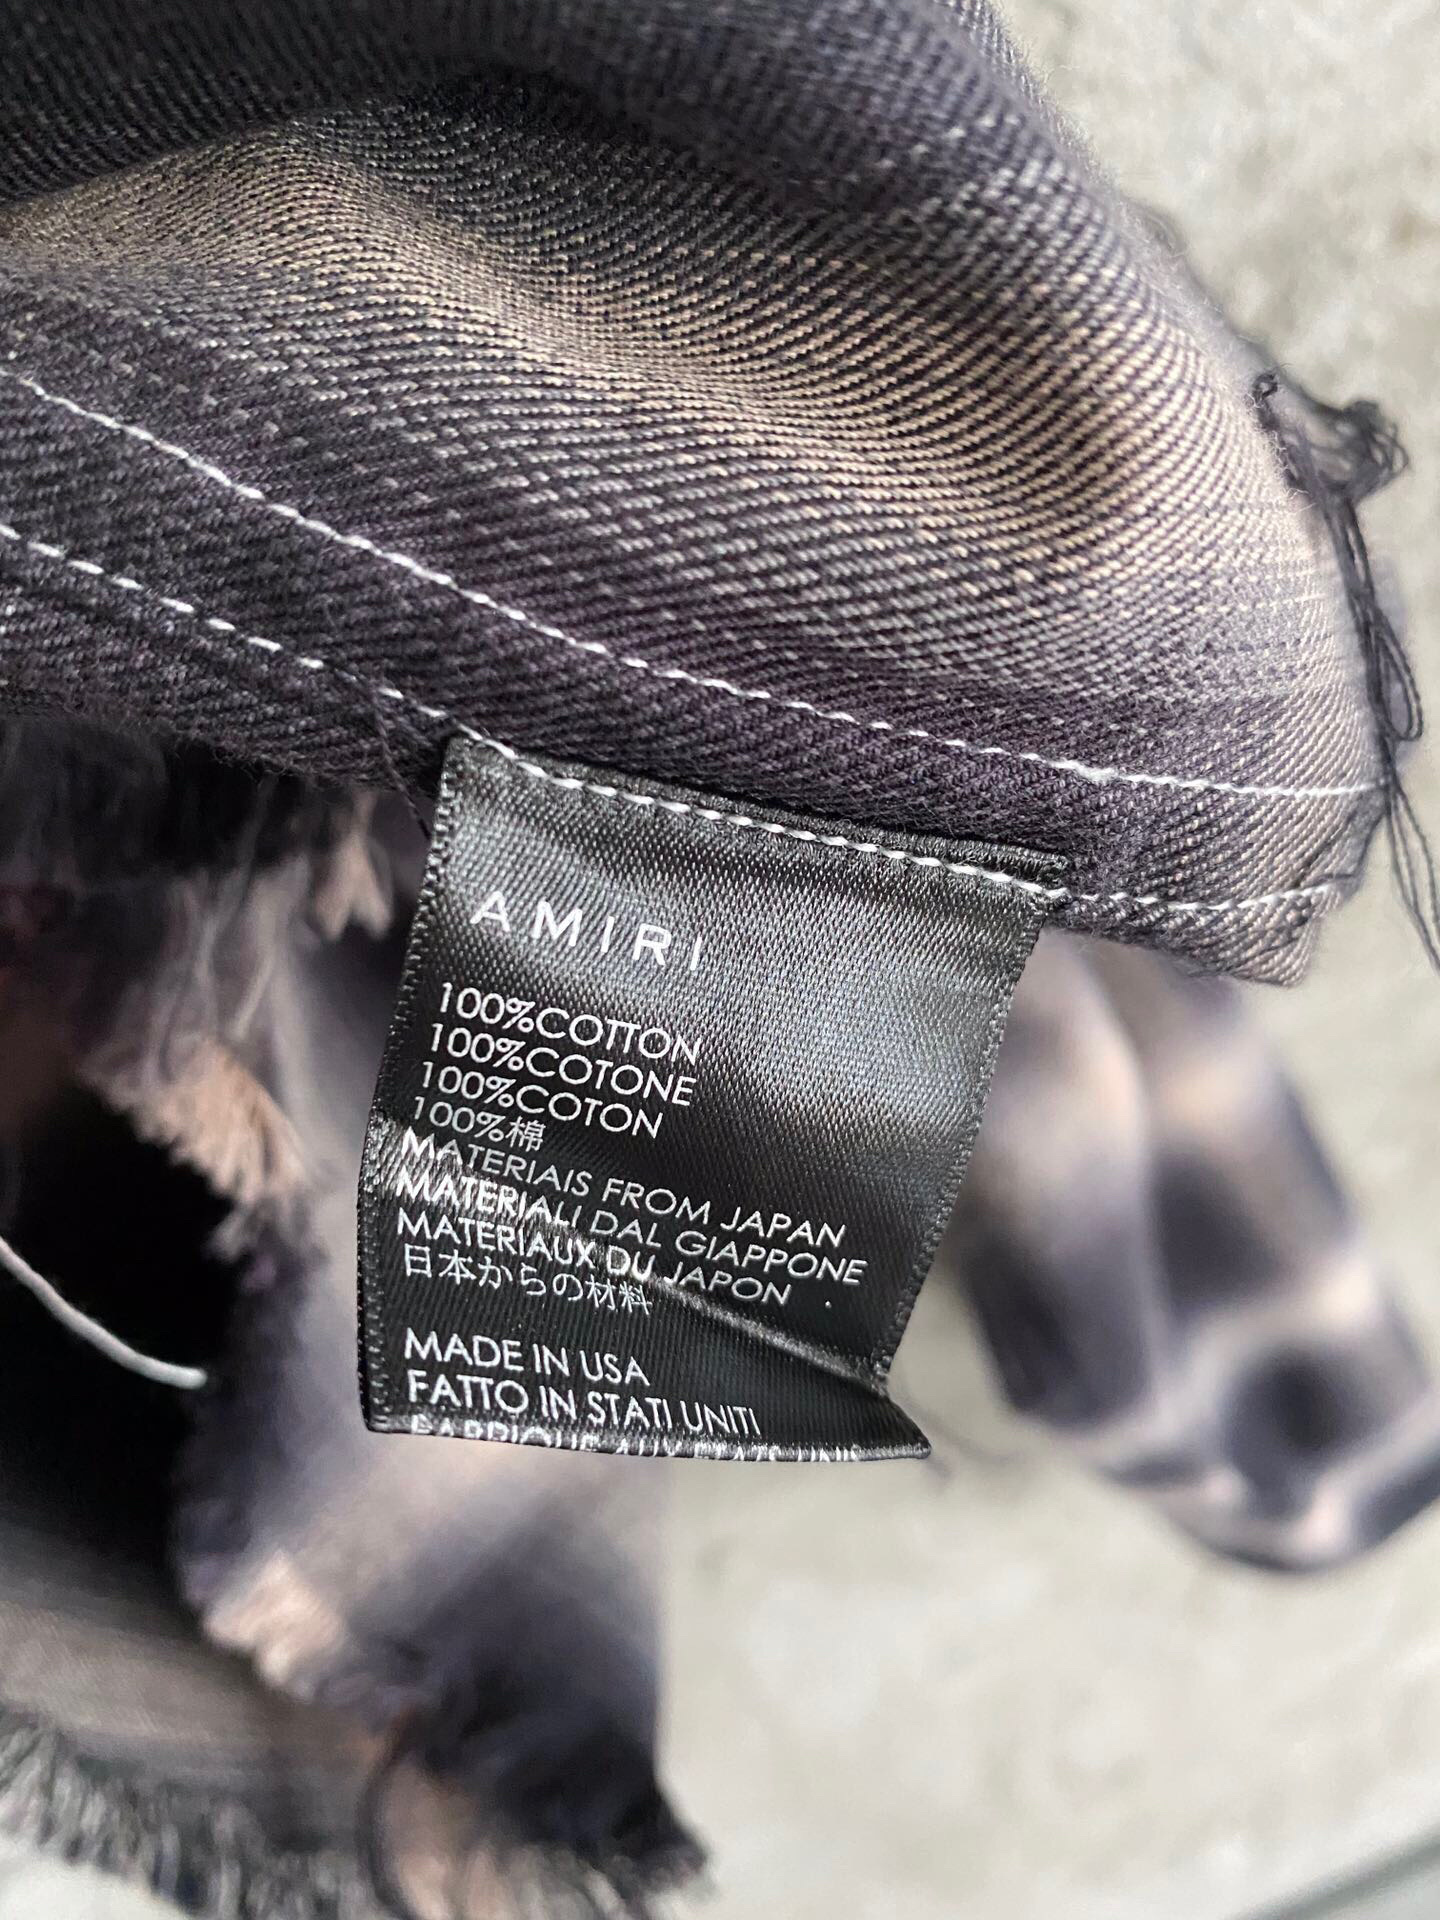 AMIRI
100%COTTON
100%COTONE
100%COTON
100%棉
MATERIAIS FROM JAPAN
MATERIALI DAL GIAPPONE
MATERIAUX DU JAPON
日本からの材料
MADE IN USA
FATTO IN STATI UNITI